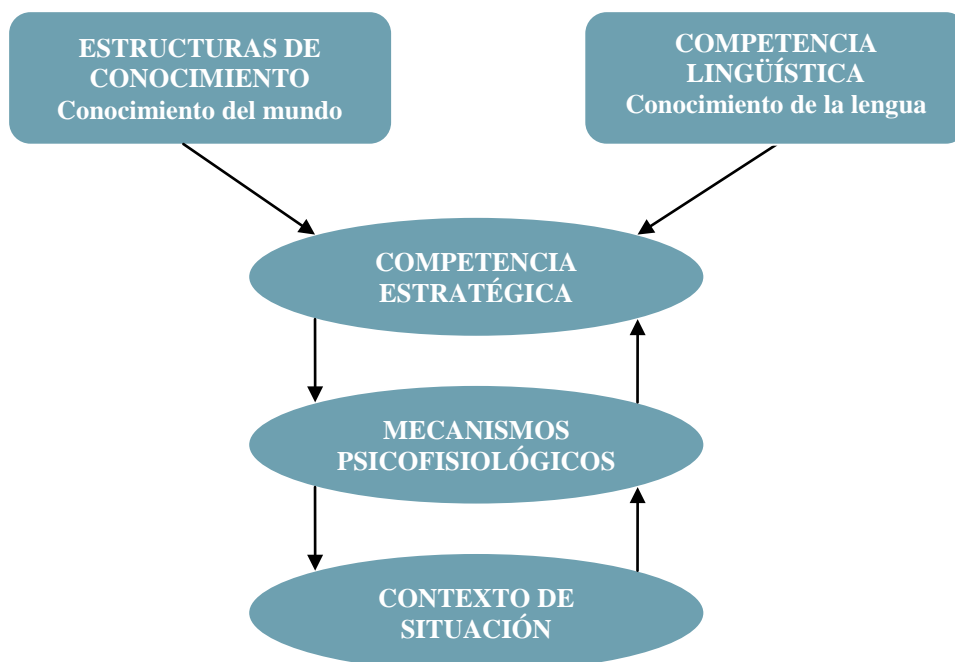 ESTRUCTURAS DE
CONOCIMIENTO
Conocimiento del mundo
COMPETENCIA
LINGÜÍSTICA
Conocimiento de la lengua
COMPETENCIA
ESTRATÉGICA
MECANISMOS
PSICOFISIOLÓGICOS
CONTEXTO DE
SITUACIÓN